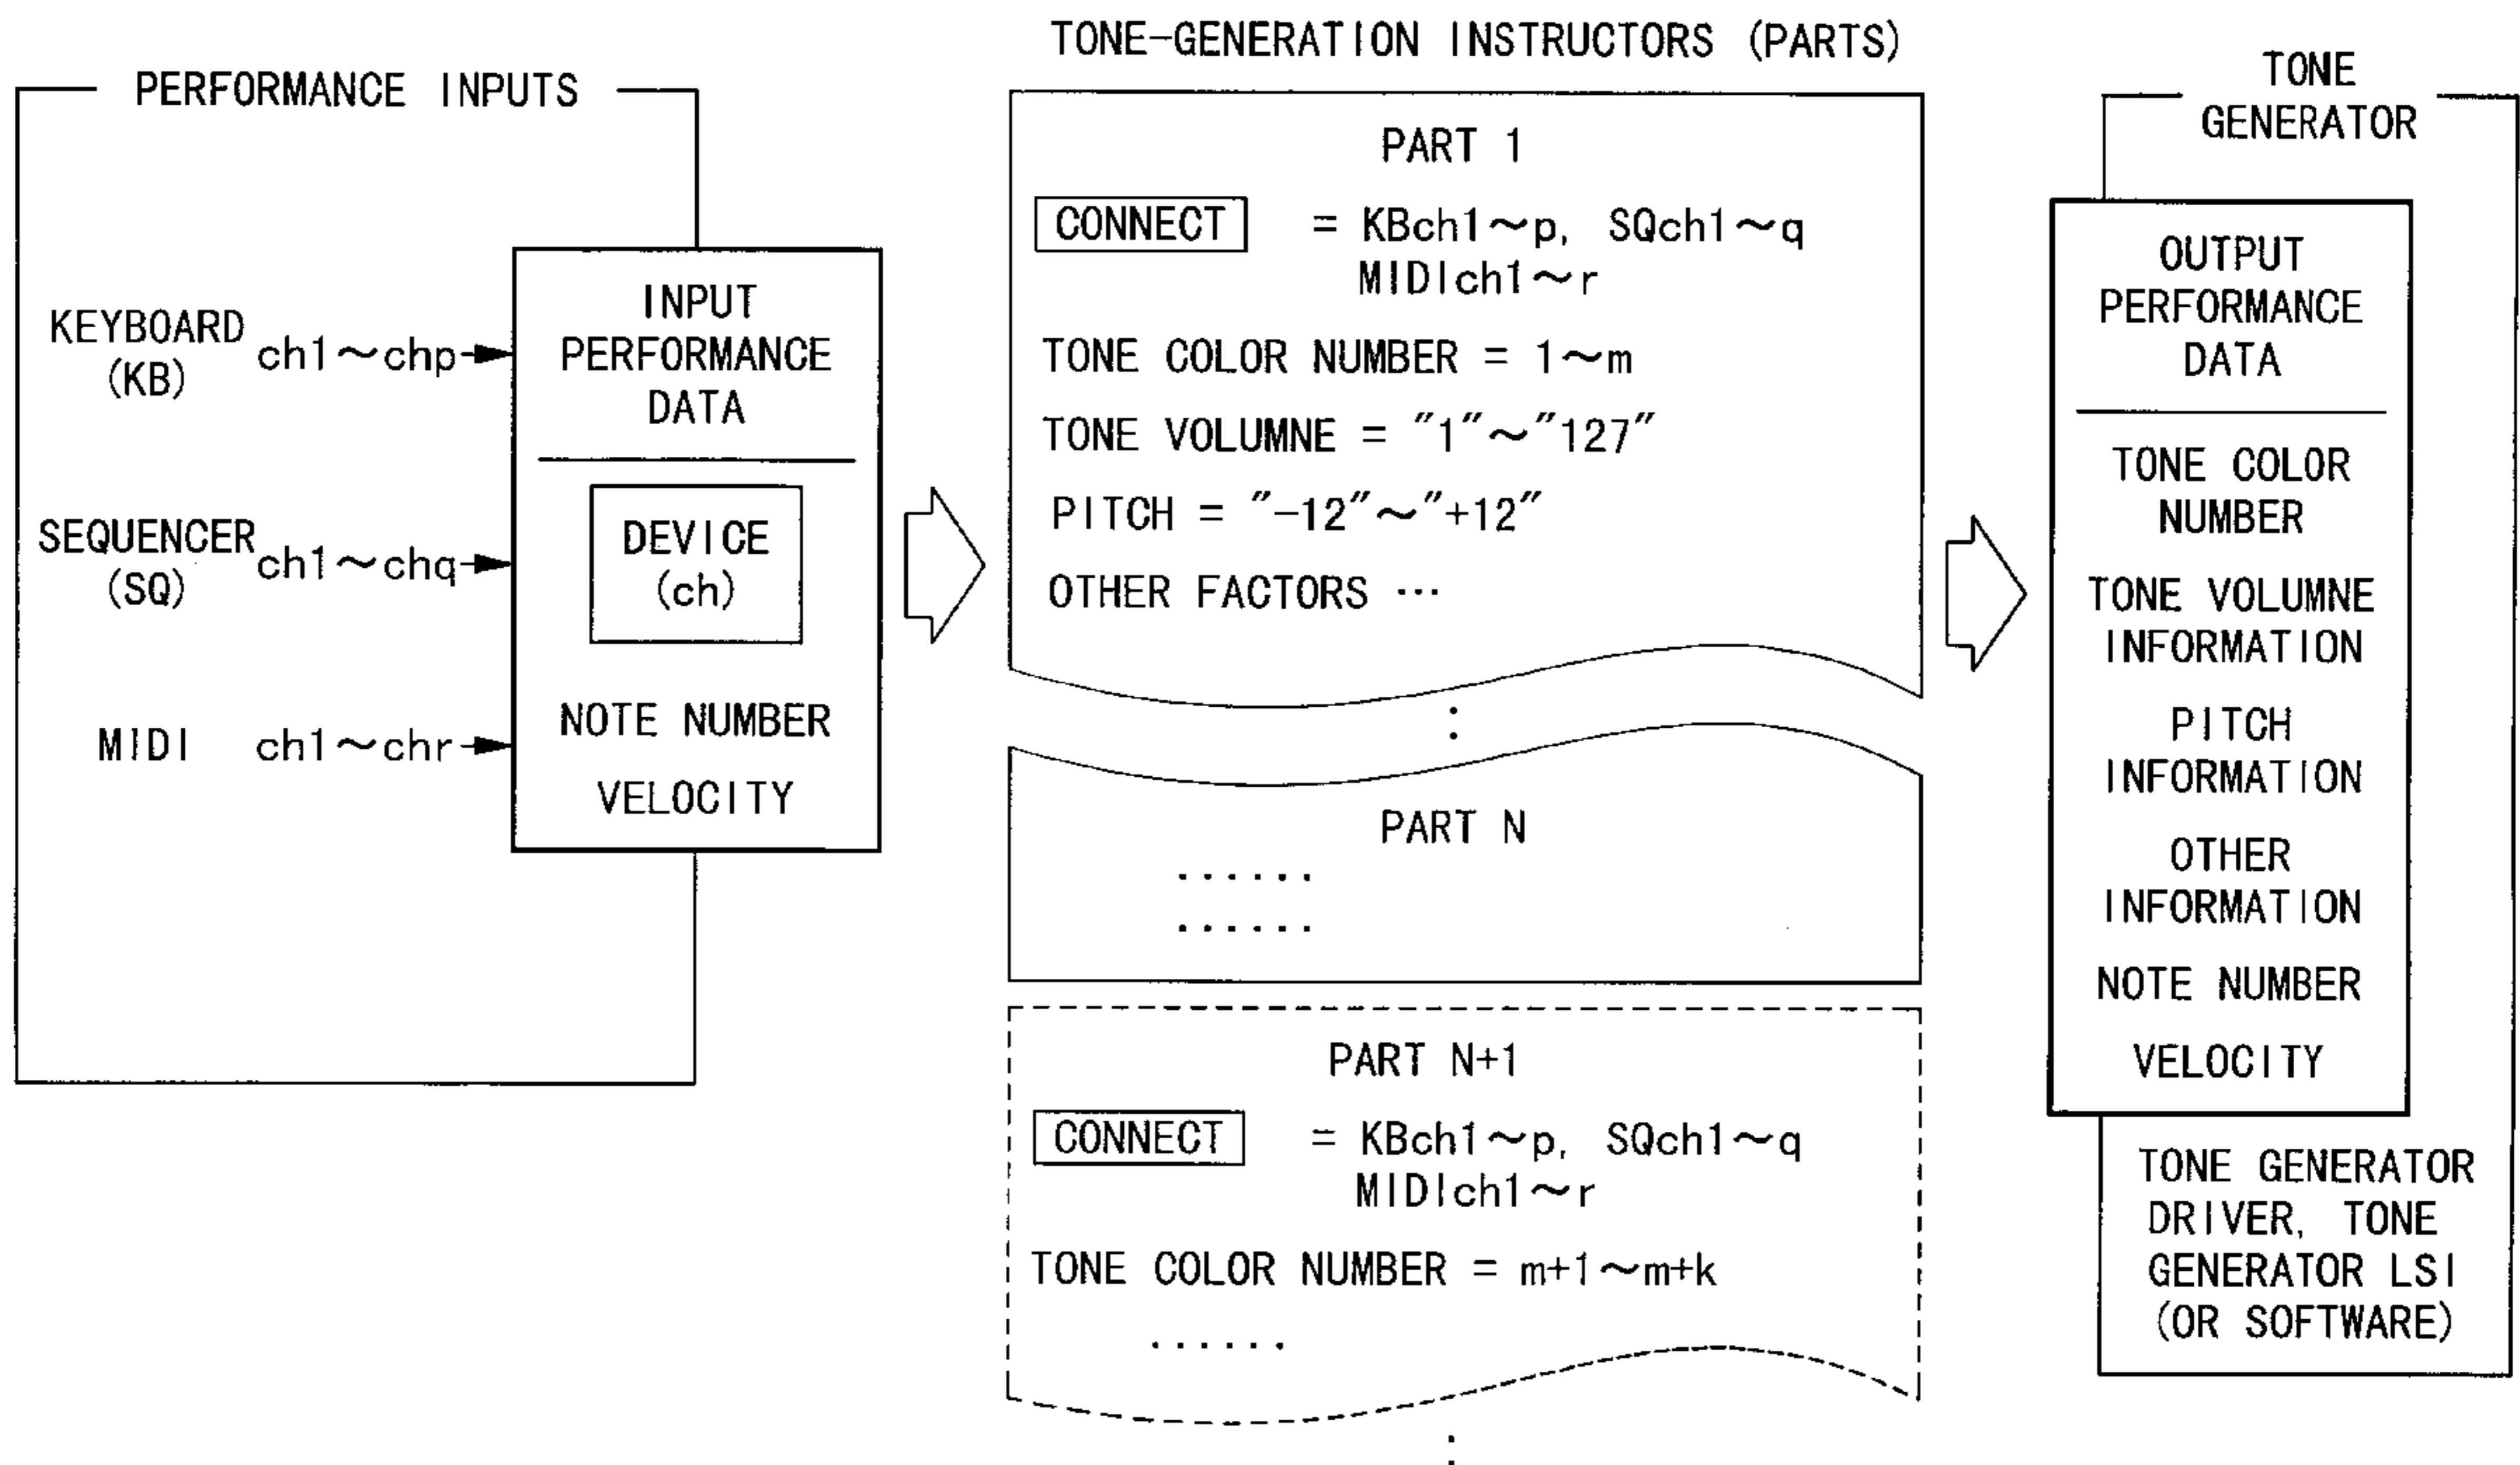 PERFORMANCE INPUTS
KEYBOARD
(KB)
ch1～chp
SEQUENCER
(SQ)
ch1～chq
MIDI
ch1～chr
INPUT
PERFORMANCE
DATA
DEVICE
(ch)
NOTE NUMBER
VELOCITY
TONE-GENERATION INSTRUCTORS (PARTS)
PART 1
CONNECT = KBch1～p, SQch1～q
MIDIch1～r
TONE COLOR NUMBER = 1～m
TONE VOLUMNE = "1"～"127"
PITCH = "-12"～"+12"
OTHER FACTORS ···
:
PART N
······
······
PART N+1
CONNECT = KBch1～p, SQch1～q
MIDIch1～r
TONE COLOR NUMBER = m+1～m+k
······
:
TONE
GENERATOR
OUTPUT
PERFORMANCE
DATA
TONE COLOR
NUMBER
TONE VOLUMNE
INFORMATION
PITCH
INFORMATION
OTHER
INFORMATION
NOTE NUMBER
VELOCITY
TONE GENERATOR
DRIVER, TONE
GENERATOR LSI
(OR SOFTWARE)